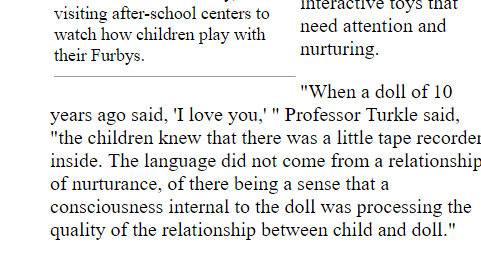 visiting after-school centers to
watch how children play with
their Furbys.
interactive toys that
need attention and
nurturing.
"When a doll of 10
years ago said, 'I love you,' " Professor Turkle said,
"the children knew that there was a little tape recorder
inside. The language did not come from a relationship
of nurturance, of there being a sense that a
consciousness internal to the doll was processing the
quality of the relationship between child and doll."